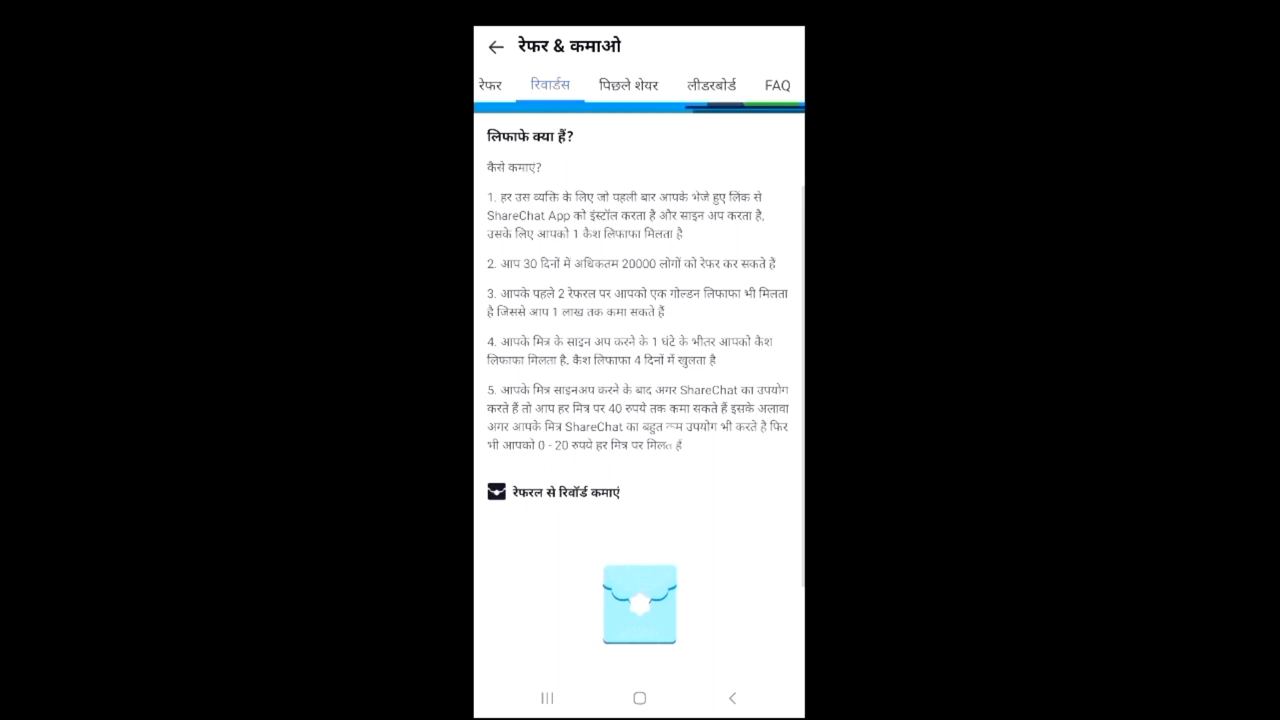 रेफर & कमाओ
रेफर रिवार्डस पिछले शेयर लीडरबोर्ड FAQ
लिफाफे क्या हैं?
कैसे कमाएं?
1. हर उस व्यक्ति के लिए जो पहली बार आपके भेजे हुए लिंक से
ShareChat App को इंस्टॉल करता है और साइन अप करता है,
उसके लिए आपको 1 कैश लिफाफा मिलता है
2. आप 30 दिनों में अधिकतम 20000 लोगों को रेफर कर सकते हैं
3. आपके पहले 2 रेफरल पर आपको एक गोल्डन लिफाफा भी मिलता
है जिससे आप 1 लाख तक कमा सकते हैं
4. आपके मित्र के साइन अप करने के 1 घंटे के भीतर आपको कैश
लिफाफा मिलता है, कैश लिफाफा 4 दिनों में खुलता है
5. आपके मित्र साइनअप करने के बाद अगर ShareChat का उपयोग
करते हैं तो आप हर मित्र पर 40 रुपये तक कमा सकते हैं इसके अलावा
अगर आपके मित्र ShareChat का बहुत कम उपयोग भी करते है फिर
भी आपको 0 - 20 रुपये हर मित्र पर मिलते हैं
रेफरल से रिवॉर्ड कमाएं